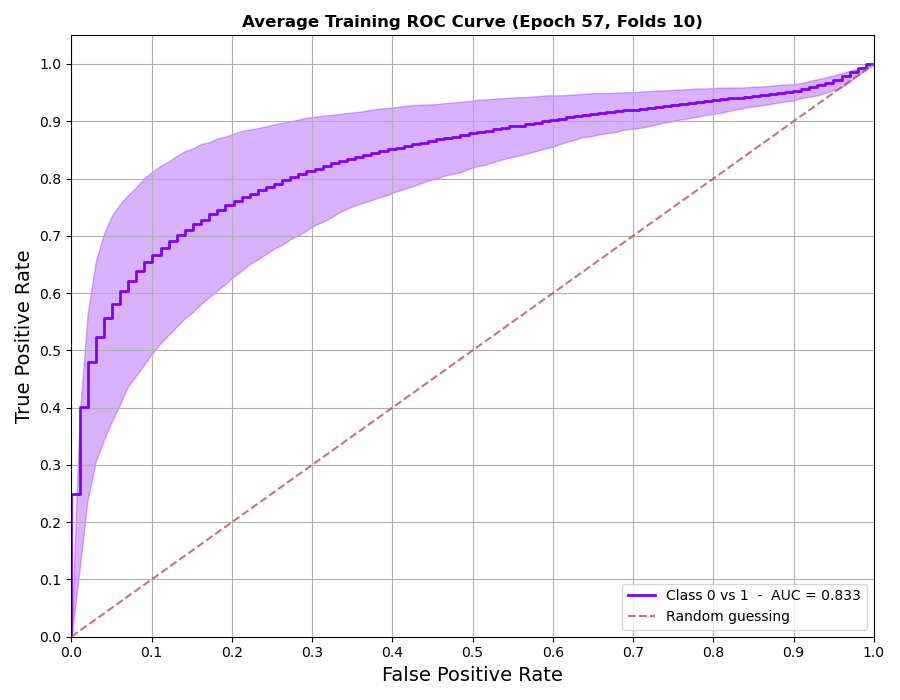 Average Training ROC Curve (Epoch 57, Folds 10)
True Positive Rate
1.0
0.9
0.8
0.7
0.6
0.5
0.4
0.3
0.2
0.1
0.0
Class 0 vs 1 - AUC = 0.833
Random guessing
0.0 0.1 0.2 0.3 0.4 0.5 0.6 0.7 0.8 0.9 1.0
False Positive Rate